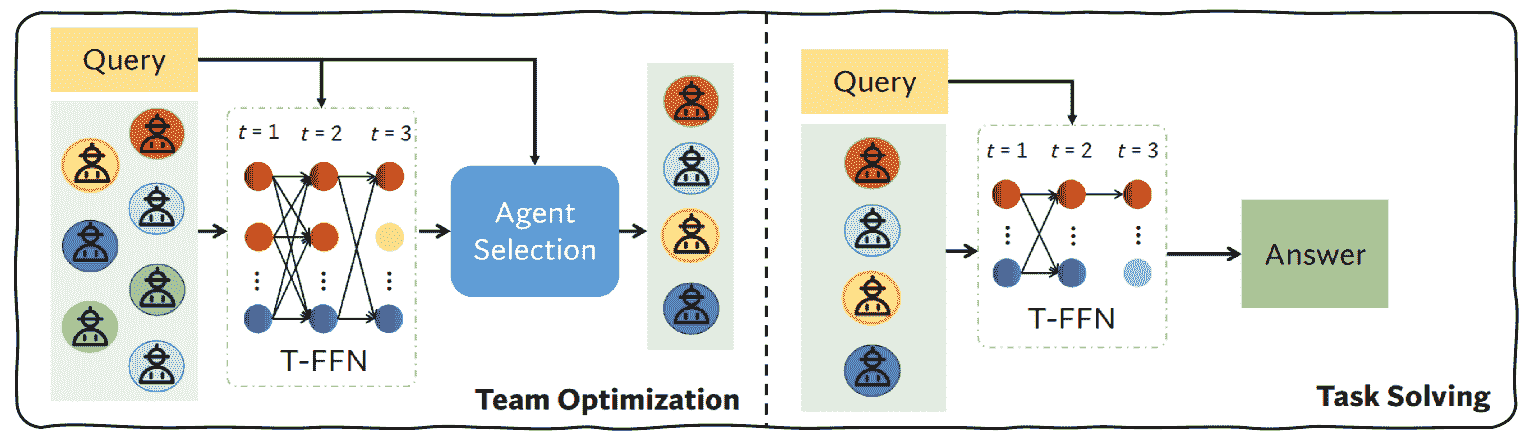 Query
t = 1 t = 2 t = 3
T-FFN
Agent
Selection
Team Optimization
Query
t = 1 t = 2 t = 3
T-FFN
Answer
Task Solving